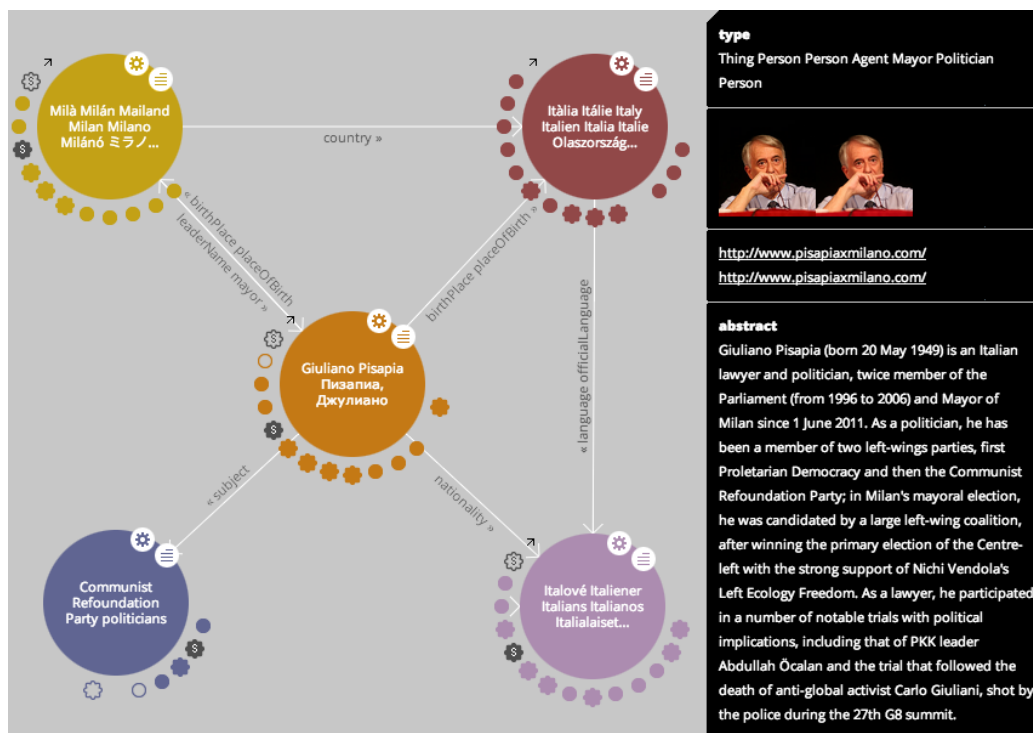 Milà Milán Mailand
Milan Milano
Milánó ミラノ...
Itàlia Itálie Italy
Italien Italia Italie
Olaszország...
country »
« birthPlace placeOfBirth
leaderName mayor »
birthPlace placeOfBirth »
« language officialLanguage
Giuliano Pisapia
Пизапиа,
Джулиано
« subject
nationality »
Communist
Refoundation
Party politicians
Italové Italiener
Italians Italianos
Italialaiset...
type
Thing Person Person Agent Mayor Politician
Person
http://www.pisapiaxmilano.com/
http://www.pisapiaxmilano.com/
abstract
Giuliano Pisapia (born 20 May 1949) is an Italian
lawyer and politician, twice member of the
Parliament (from 1996 to 2006) and Mayor of
Milan since 1 June 2011. As a politician, he has
been a member of two left-wings parties, first
Proletarian Democracy and then the Communist
Refoundation Party; in Milan's mayoral election,
he was candidated by a large left-wing coalition,
after winning the primary election of the Centre-
left with the strong support of Nichi Vendola's
Left Ecology Freedom. As a lawyer, he participated
in a number of notable trials with political
implications, including that of PKK leader
Abdullah Öcalan and the trial that followed the
death of anti-global activist Carlo Giuliani, shot by
the police during the 27th G8 summit.